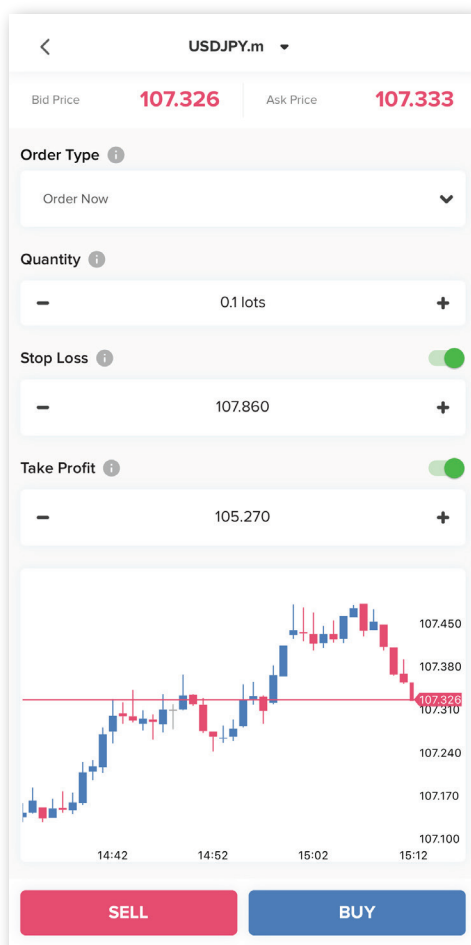 USDJPY.m
Bid Price 107.326 Ask Price 107.333
Order Type
Order Now
Quantity
0.1 lots
Stop Loss
107.860
Take Profit
105.270
107.450
107.380
107.326
107.310
107.240
107.170
107.100
14:42 14:52 15:02 15:12
SELL BUY